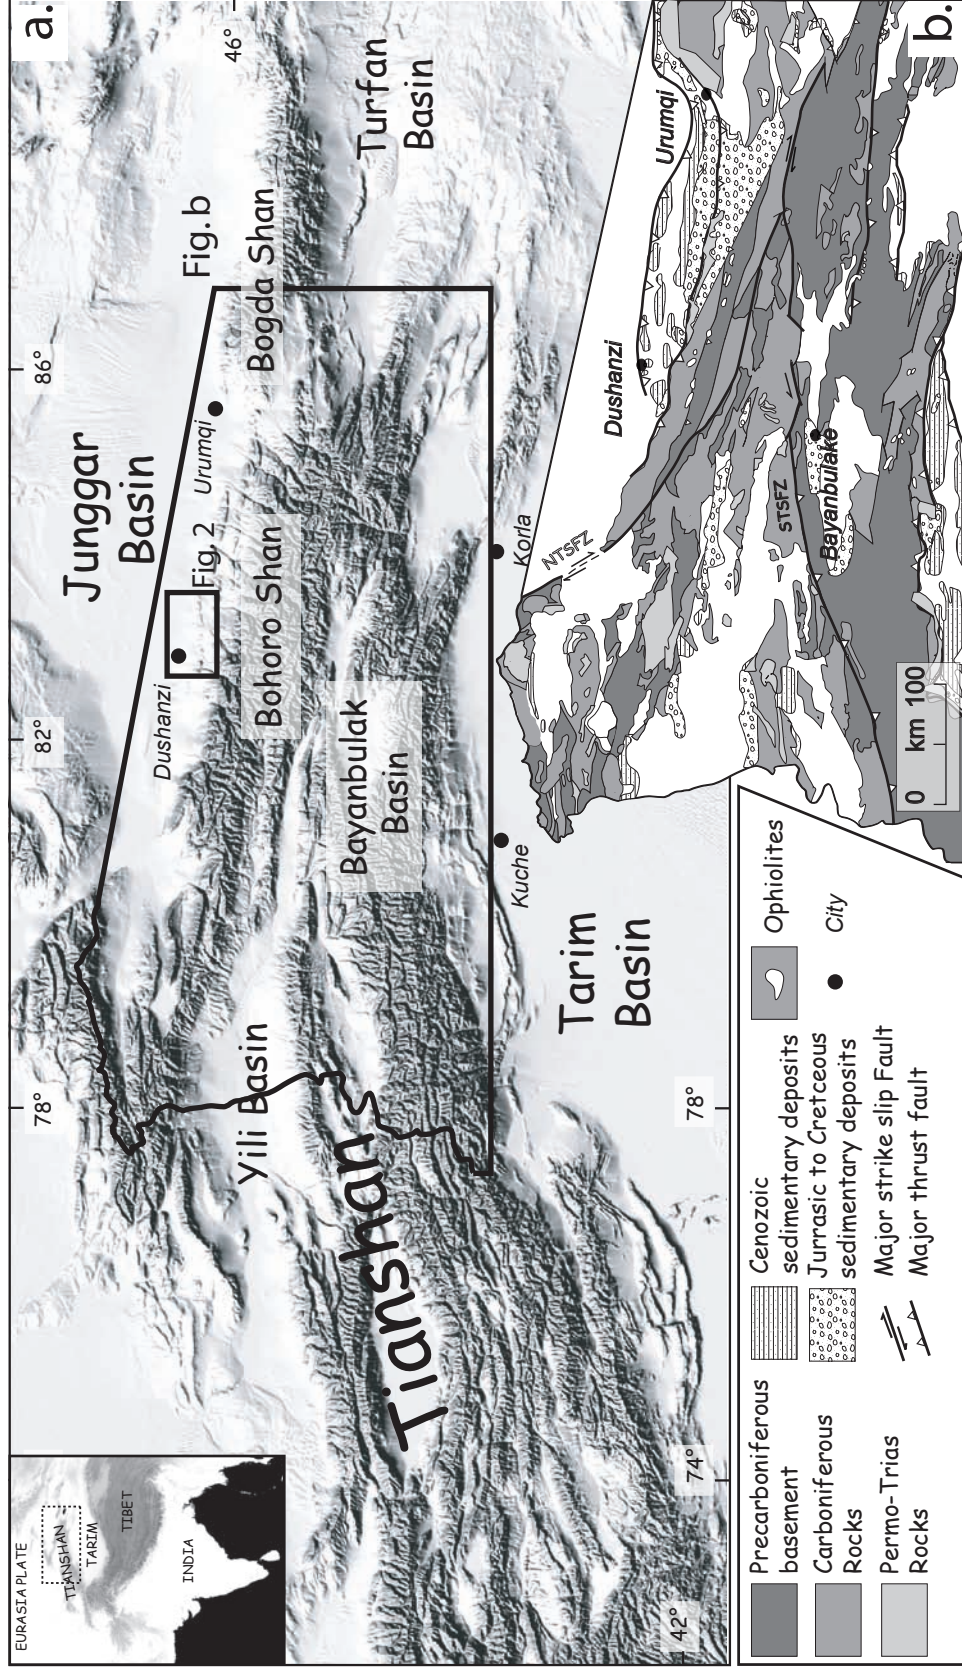 a.
46°
86°
82°
78°
Junggar
Basin
Turfan
Basin
Fig. b
Bogda Shan
Urumqi
Fig. 2
Dushanzi
Bohoro Shan
Bayanbulak
Basin
Yili Basin
Tianshan
Korla
Kuche
Tarim
Basin
78°
74°
42°
EURASIA PLATE
TIANSHAN
TARIM
TIBET
INDIA
b.
Urumqi
Dushanzi
NTSFZ
STSFZ
Bayanbulake
0 km 100
Precarboniferous
basement
Carboniferous
Rocks
Permo-Trias
Rocks
Cenozoic
sedimentary deposits
Jurrasic to Cretceous
sedimentary deposits
Major strike slip Fault
Major thrust fault
Ophiolites
City